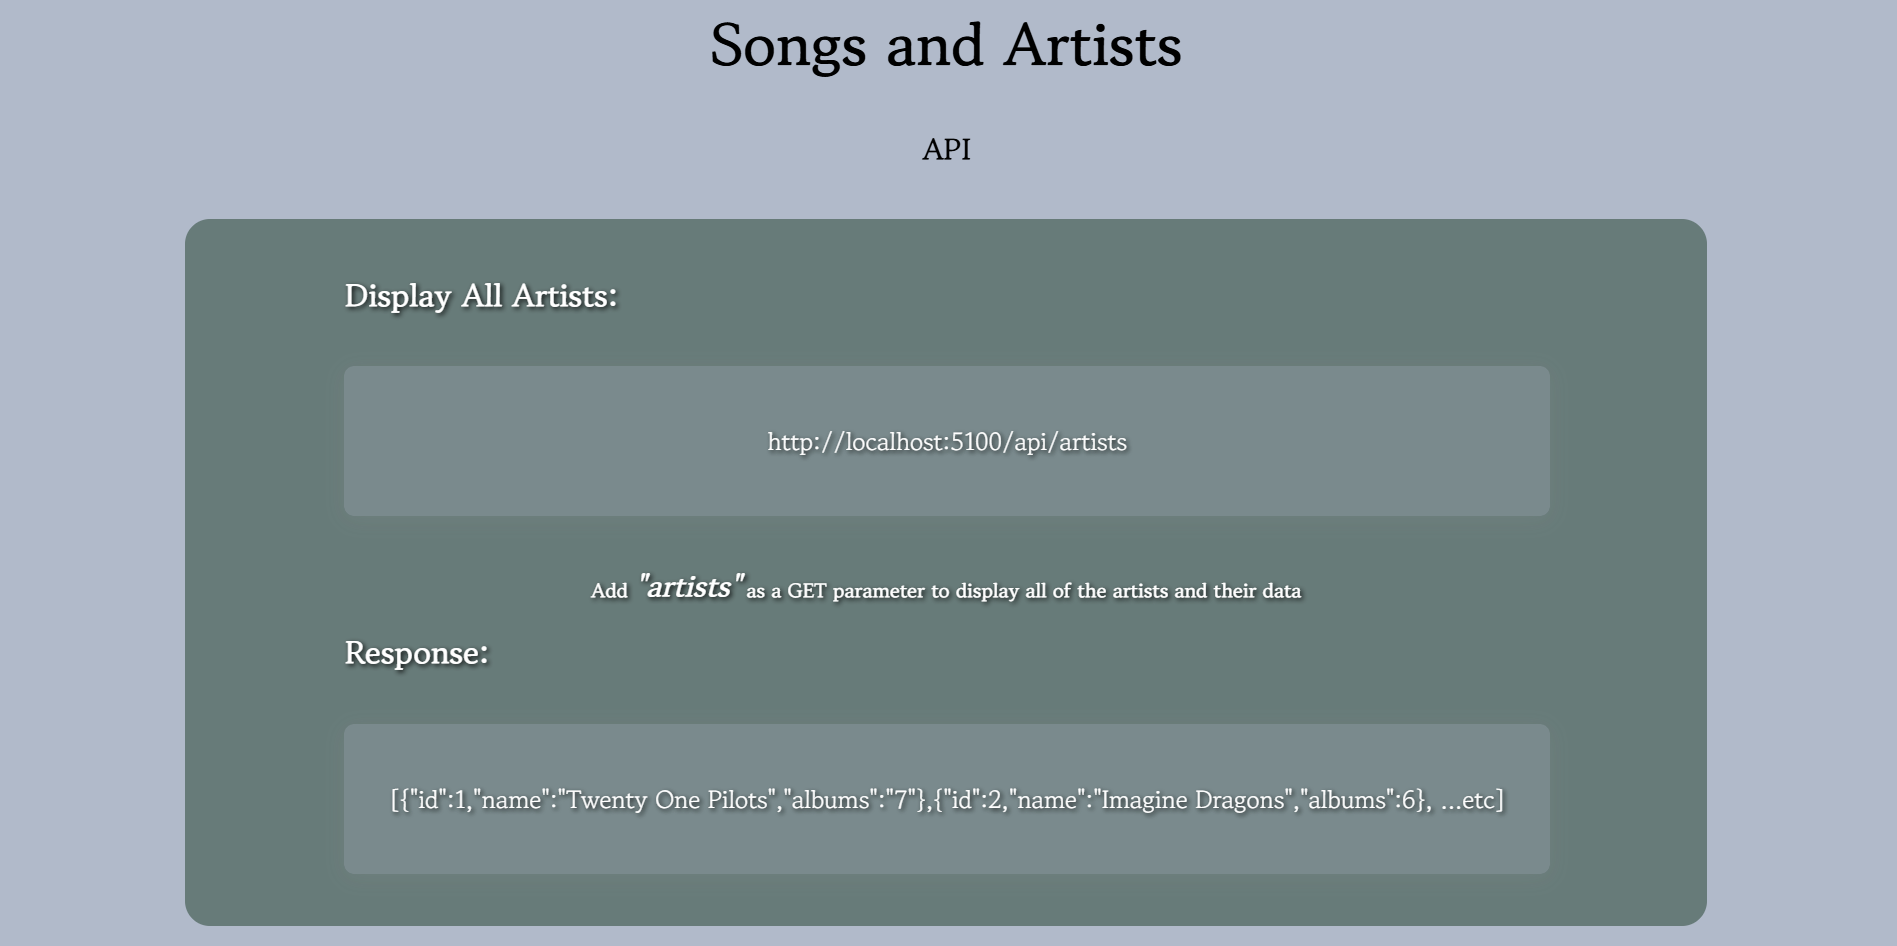 Songs and Artists
API
Display All Artists:
http://localhost:5100/api/artists
Add "artists" as a GET parameter to display all of the artists and their data
Response:
[{"id":1,"name":"Twenty One Pilots","albums":"7"},{"id":2,"name":"Imagine Dragons","albums":6}, ...etc]